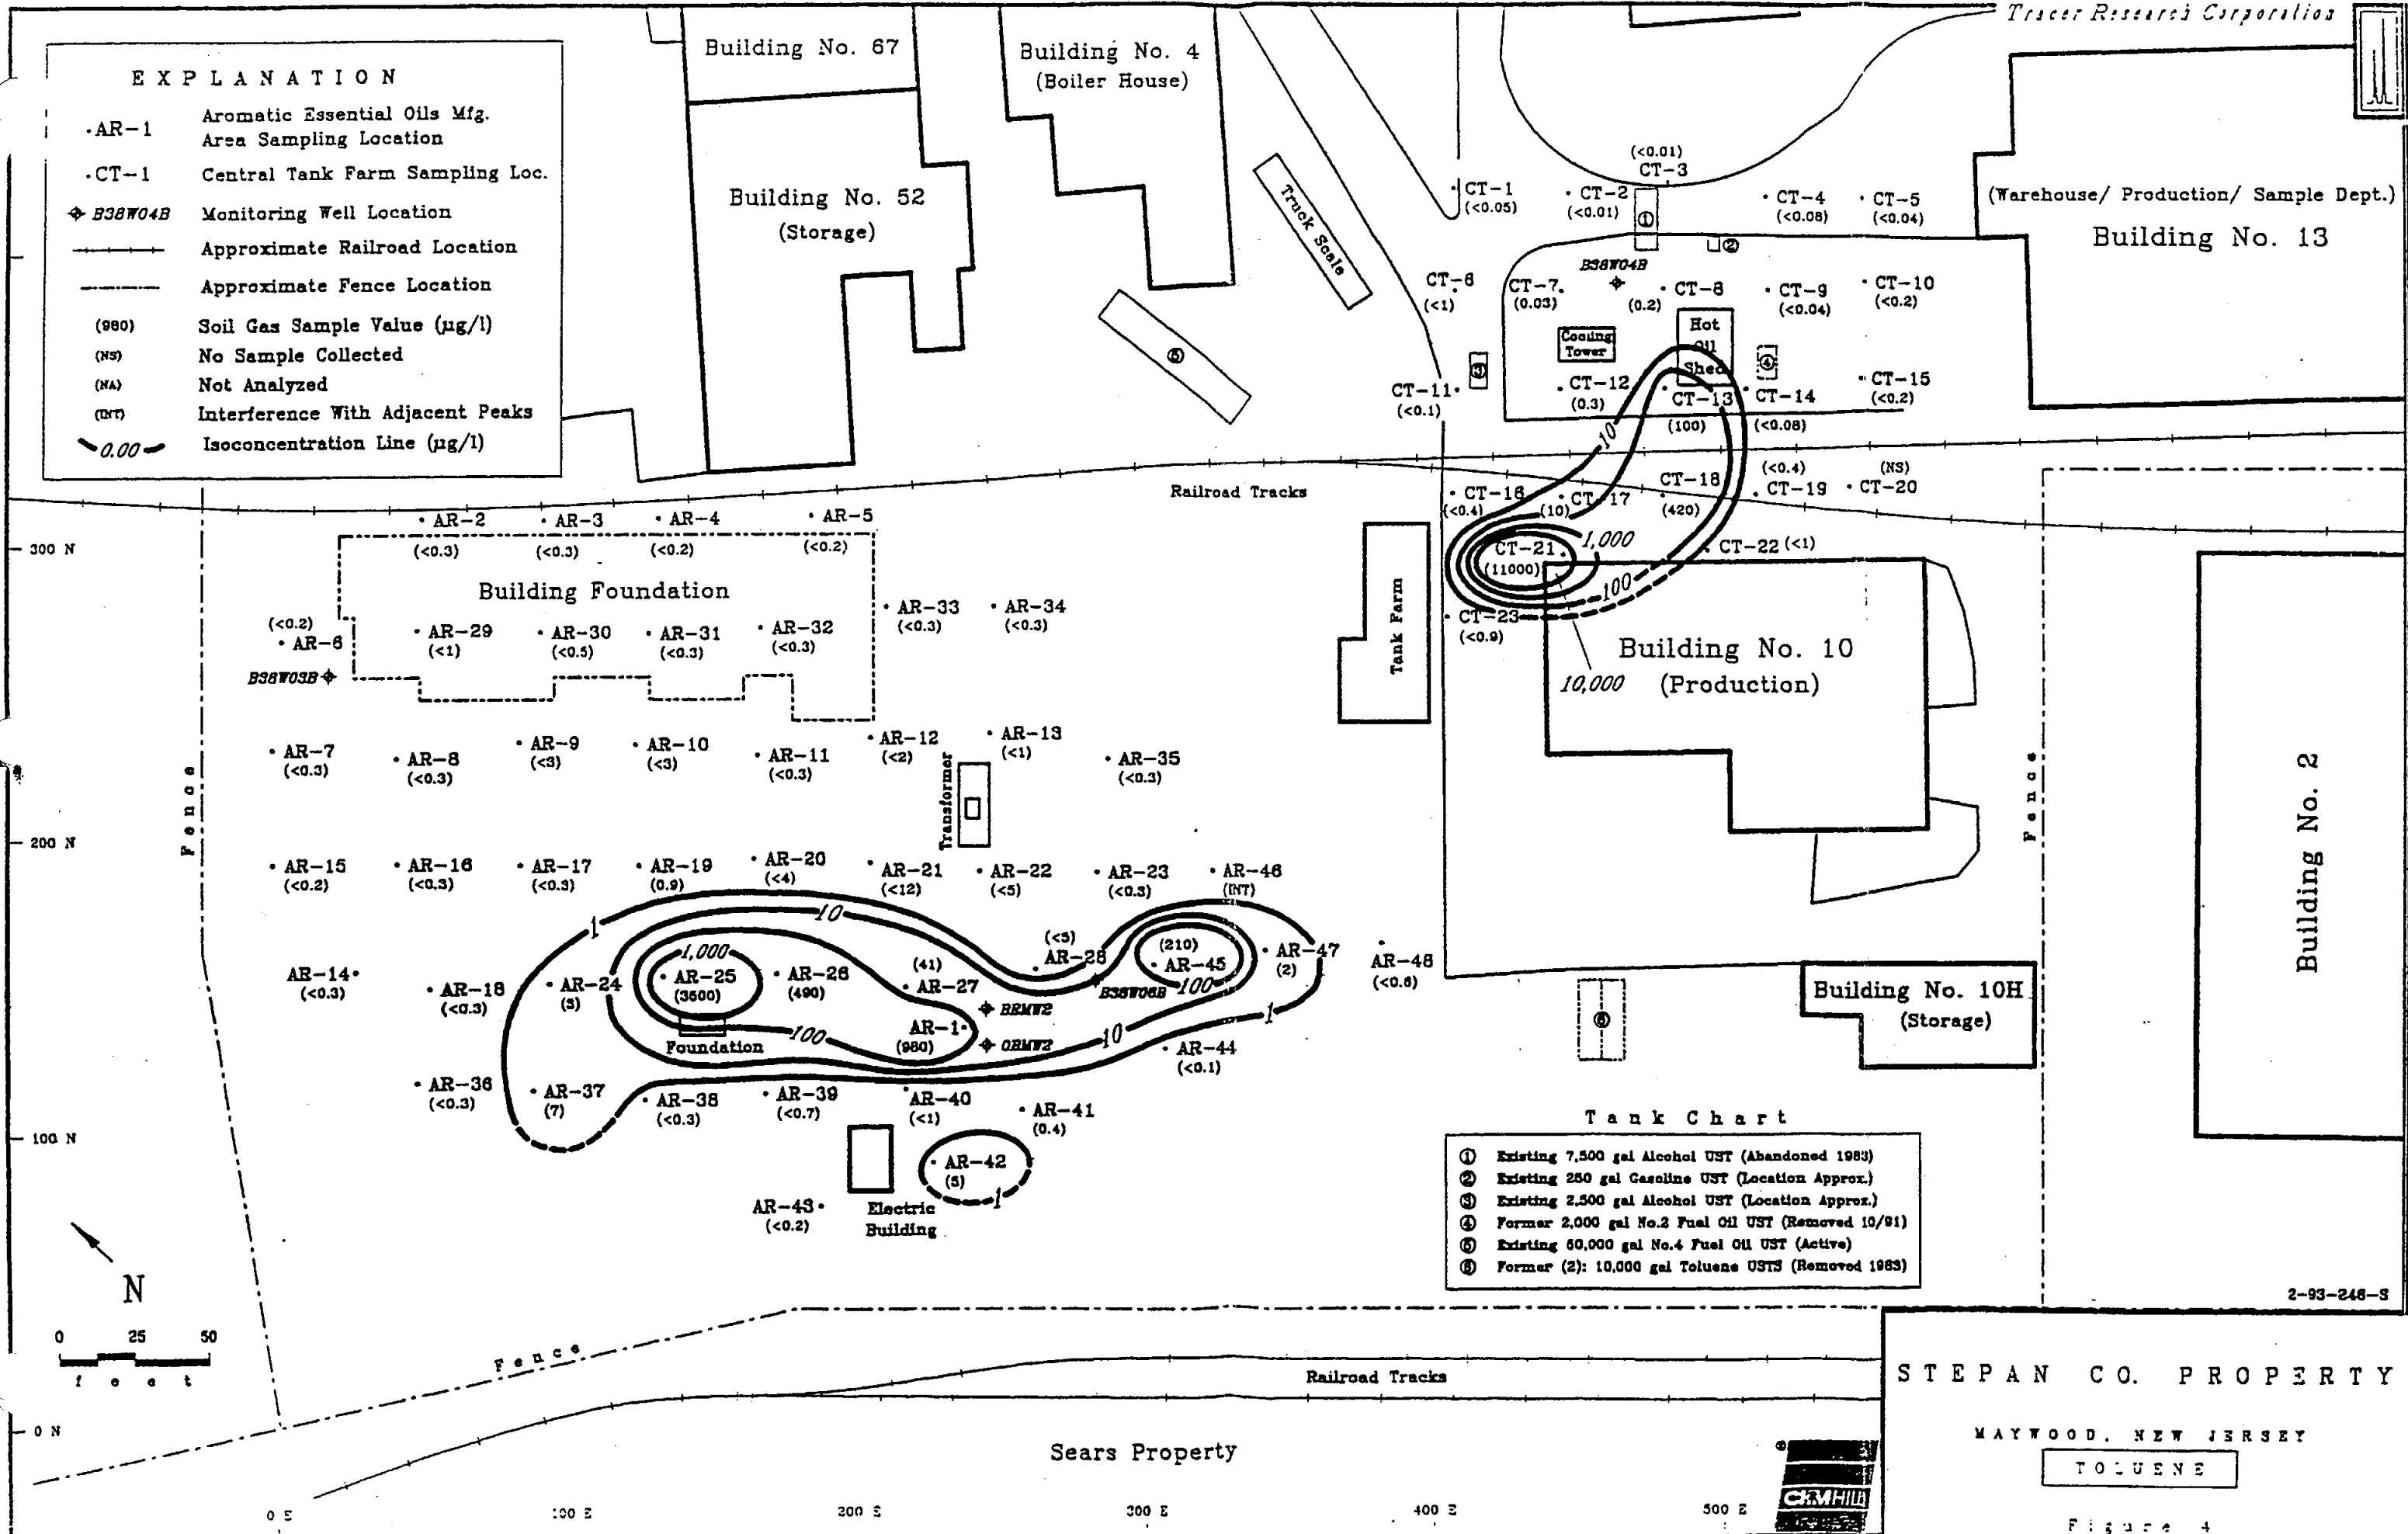 Tracer Research Corporation
EXPLANATION
AR-1 Aromatic Essential Oils Mfg.
Area Sampling Location
CT-1 Central Tank Farm Sampling Loc.
B38W04B Monitoring Well Location
Approximate Railroad Location
Approximate Fence Location
(980) Soil Gas Sample Value (µg/l)
(NS) No Sample Collected
(NA) Not Analyzed
(INT) Interference With Adjacent Peaks
0.00 Isoconcentration Line (µg/l)
Building No. 67
Building No. 52
(Storage)
Building No. 4
(Boiler House)
Truck Scale
⑤
(<0.01)
CT-3
CT-1
(<0.05)
CT-2
(<0.01)
①
②
CT-4
(<0.08)
CT-5
(<0.04)
(Warehouse/ Production/ Sample Dept.)
Building No. 13
B38W04B
CT-6
(<1)
CT-7
(0.03)
(0.2)
CT-8
CT-9
(<0.04)
CT-10
(<0.2)
Cooling
Tower
Hot
Oil
Shed
③
④
CT-11
(<0.1)
CT-12
(0.3)
CT-13
(100)
CT-14
(<0.08)
CT-15
(<0.2)
10
Railroad Tracks
CT-16
(<0.4)
CT-17
(10)
CT-18
(420)
(<0.4)
CT-19
(NS)
CT-20
CT-21
(11000)
1,000
CT-22 (<1)
100
CT-23
(<0.9)
10,000
Tank Farm
Building No. 10
(Production)
Fence
Building No. 2
300 N
AR-2
(<0.3)
AR-3
(<0.3)
AR-4
(<0.2)
AR-5
(<0.2)
Building Foundation
(<0.2)
AR-6
B38W03B
AR-29
(<1)
AR-30
(<0.5)
AR-31
(<0.3)
AR-32
(<0.3)
AR-33
(<0.3)
AR-34
(<0.3)
Fence
AR-7
(<0.3)
AR-8
(<0.3)
AR-9
(<3)
AR-10
(<3)
AR-11
(<0.3)
AR-12
(<2)
AR-13
(<1)
AR-35
(<0.3)
Transformer
200 N
AR-15
(<0.2)
AR-16
(<0.3)
AR-17
(<0.3)
AR-19
(0.9)
AR-20
(<4)
AR-21
(<12)
AR-22
(<5)
AR-23
(<0.3)
AR-46
(INT)
1
10
1,000
AR-14
(<0.3)
AR-18
(<0.3)
AR-24
(3)
AR-25
(3600)
AR-26
(490)
(41)
AR-27
(<5)
AR-28
(210)
AR-45
AR-47
(2)
AR-48
(<0.6)
B38W06B
100
BRMW2
OBMW2
AR-1
(980)
100
10
1
Foundation
AR-44
(<0.1)
AR-36
(<0.3)
AR-37
(7)
AR-38
(<0.3)
AR-39
(<0.7)
AR-40
(<1)
AR-41
(0.4)
100 N
AR-42
(5)
1
AR-43
(<0.2)
Electric
Building
⑥
Building No. 10H
(Storage)
Tank Chart
① Existing 7,500 gal Alcohol UST (Abandoned 1983)
② Existing 250 gal Gasoline UST (Location Approx.)
③ Existing 2,500 gal Alcohol UST (Location Approx.)
④ Former 2,000 gal No.2 Fuel Oil UST (Removed 10/91)
⑤ Existing 60,000 gal No.4 Fuel Oil UST (Active)
⑥ Former (2): 10,000 gal Toluene USTS (Removed 1983)
2-93-246-S
N
0 25 50
feet
Fence
Railroad Tracks
0 N
Sears Property
0 E 100 E 200 E 300 E 400 E 500 E
CH2M HILL
STEPAN CO. PROPERTY
MAYWOOD, NEW JERSEY
TOLUENE
Figure 4